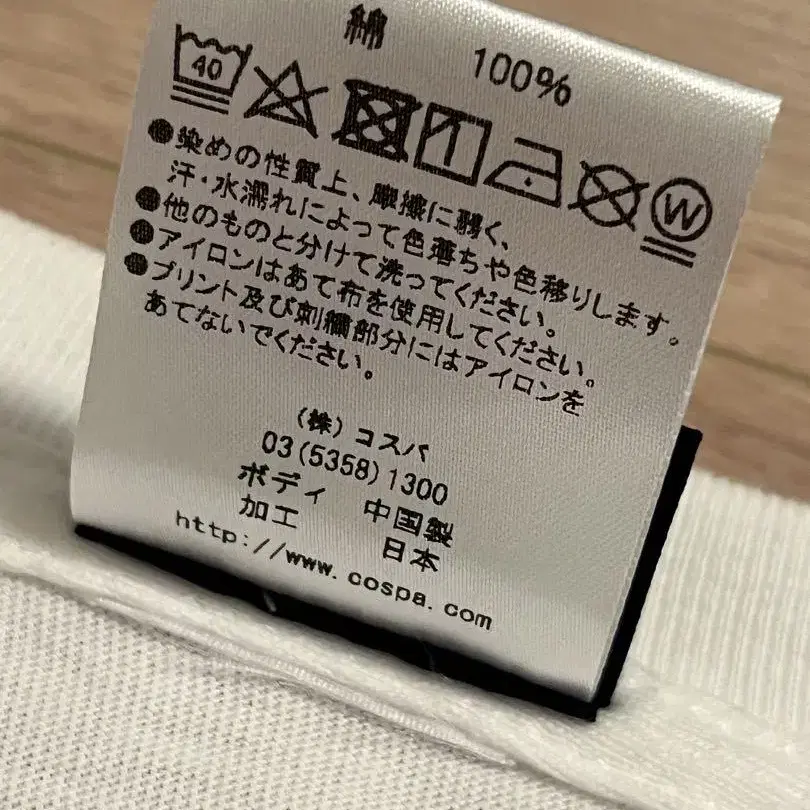 綿 100%
40
W
●染めの性質上、摩擦に弱く、
汗・水濡れによって色薄ちや色移りします。
●他のものと分けて洗ってください。
●アイロンはあて布を使用してください。
●プリント及び刺繍部分にはアイロンを
あてないでください。
(株)コスパ
03(5358)1300
ボディ 中国製
加工 日本
http://www.cospa.com